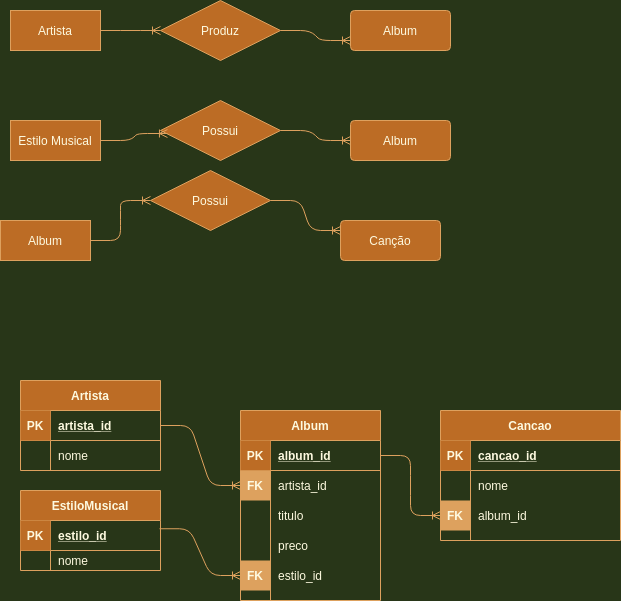 Artista
Produz
Album
Estilo Musical
Possui
Album
Album
Possui
Canção
Artista
PK artista_id
nome
EstiloMusical
PK estilo_id
nome
Album
PK album_id
FK artista_id
titulo
preco
FK estilo_id
Cancao
PK cancao_id
nome
FK album_id